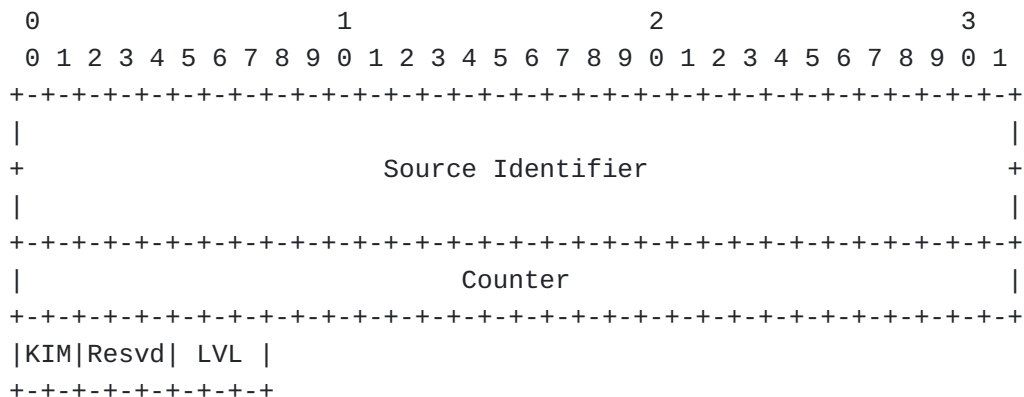 0                   1                   2                   3
 0 1 2 3 4 5 6 7 8 9 0 1 2 3 4 5 6 7 8 9 0 1 2 3 4 5 6 7 8 9 0 1
+-+-+-+-+-+-+-+-+-+-+-+-+-+-+-+-+-+-+-+-+-+-+-+-+-+-+-+-+-+-+-+-+
|                                                               |
+                       Source Identifier                       +
|                                                               |
+-+-+-+-+-+-+-+-+-+-+-+-+-+-+-+-+-+-+-+-+-+-+-+-+-+-+-+-+-+-+-+-+
|                            Counter                            |
+-+-+-+-+-+-+-+-+-+-+-+-+-+-+-+-+-+-+-+-+-+-+-+-+-+-+-+-+-+-+-+-+
|KIM|Resvd| LVL |
+-+-+-+-+-+-+-+-+